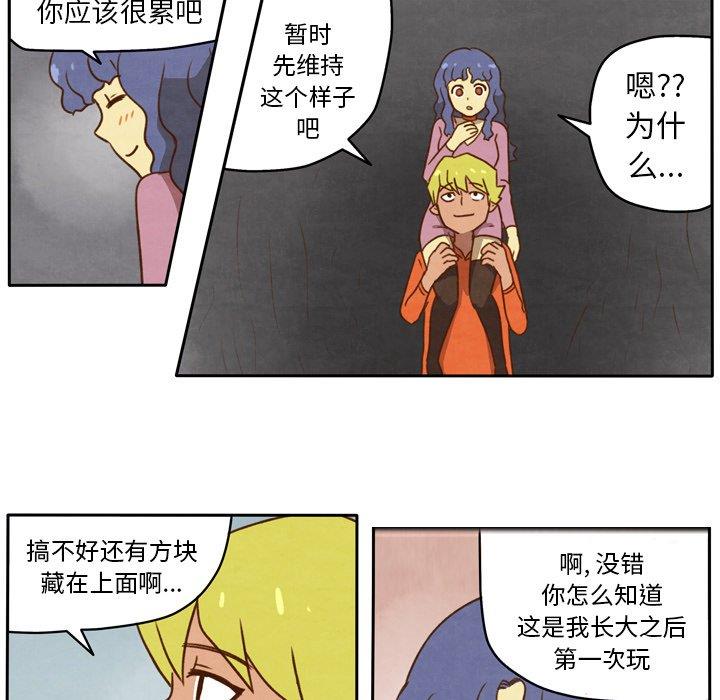 你应该很累吧
暂时
先维持
这个样子
吧
嗯??
为什
么...
搞不好还有方块
藏在上面啊...
啊, 没错
你怎么知道
这是我长大之后
第一次玩